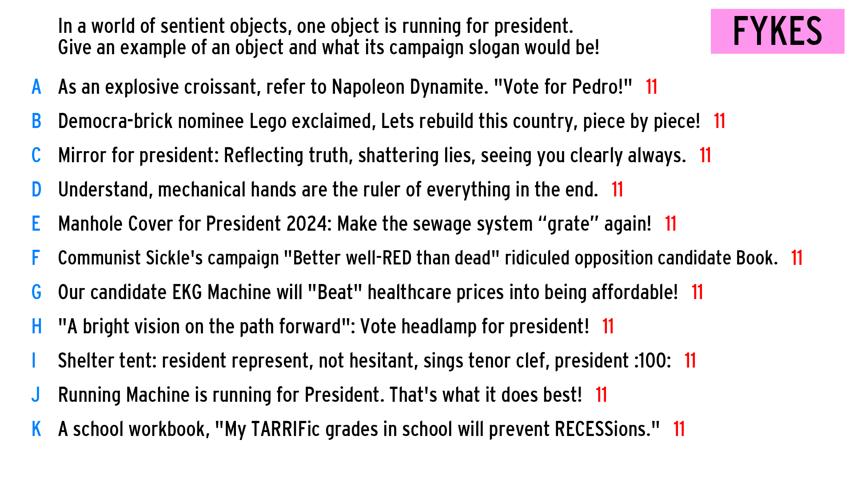 In a world of sentient objects, one object is running for president.
Give an example of an object and what its campaign slogan would be!
FYKES
A As an explosive croissant, refer to Napoleon Dynamite. "Vote for Pedro!" 11
B Democra-brick nominee Lego exclaimed, Lets rebuild this country, piece by piece! 11
C Mirror for president: Reflecting truth, shattering lies, seeing you clearly always. 11
D Understand, mechanical hands are the ruler of everything in the end. 11
E Manhole Cover for President 2024: Make the sewage system “grate” again! 11
F Communist Sickle's campaign "Better well-RED than dead" ridiculed opposition candidate Book. 11
G Our candidate EKG Machine will "Beat" healthcare prices into being affordable! 11
H "A bright vision on the path forward": Vote headlamp for president! 11
I Shelter tent: resident represent, not hesitant, sings tenor clef, president :100: 11
J Running Machine is running for President. That's what it does best! 11
K A school workbook, "My TARRIFic grades in school will prevent RECESSions." 11